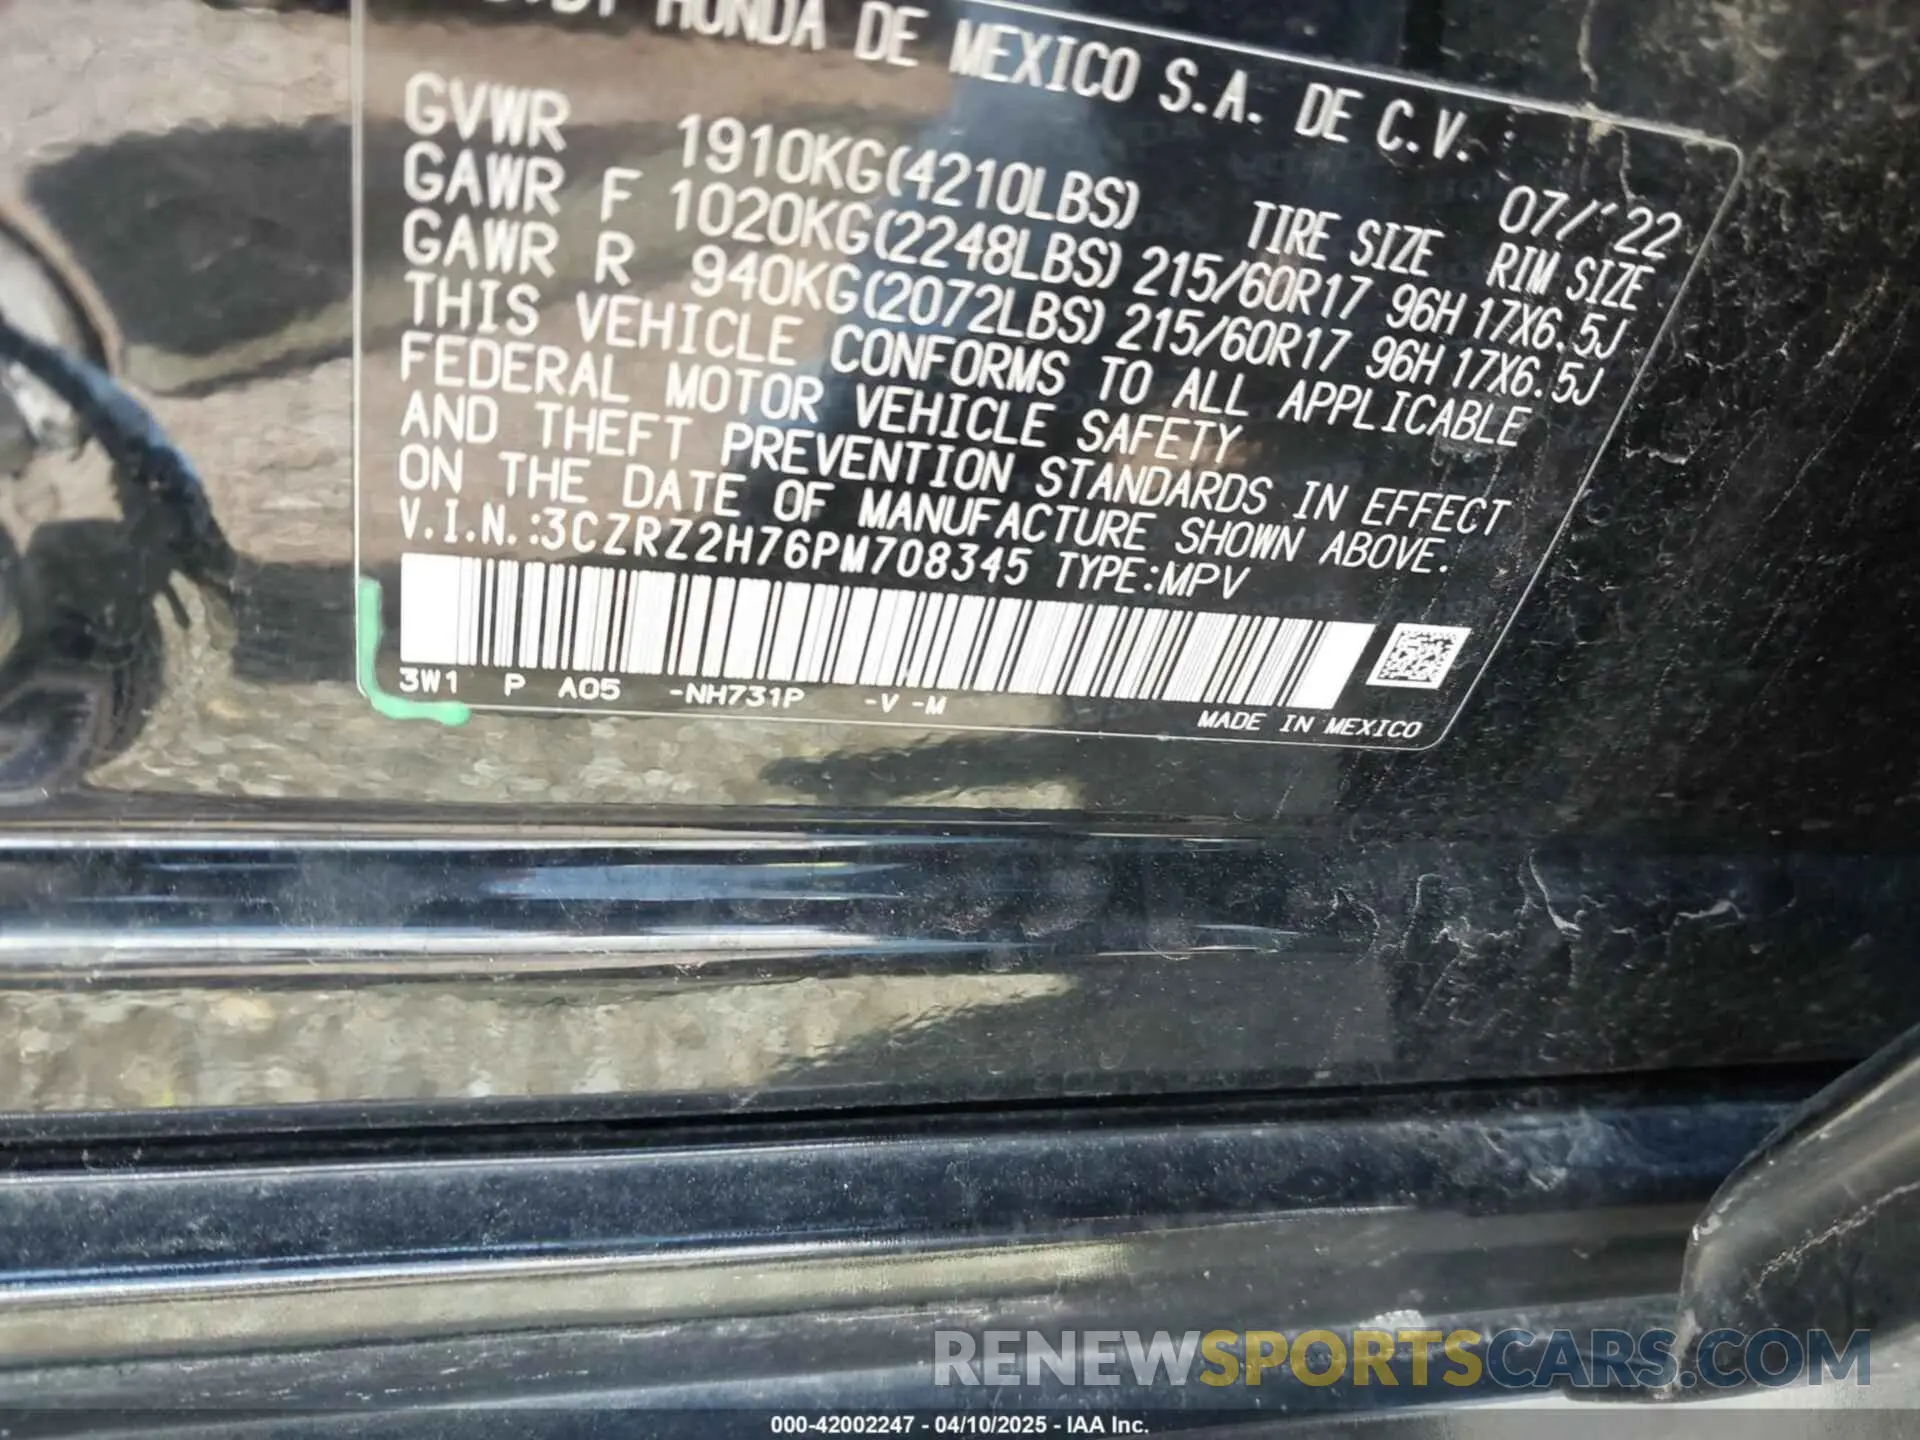 HONDA DE MEXICO S.A. DE C.V.
07/'22
GVWR 1910KG(4210LBS) TIRE SIZE RIM SIZE
GAWR F 1020KG(2248LBS) 215/60R17 96H 17X6.5J
GAWR R 940KG(2072LBS) 215/60R17 96H 17X6.5J
THIS VEHICLE CONFORMS TO ALL APPLICABLE
FEDERAL MOTOR VEHICLE SAFETY
AND THEFT PREVENTION STANDARDS IN EFFECT
ON THE DATE OF MANUFACTURE SHOWN ABOVE.
V.I.N.:3CZRZ2H76PM708345 TYPE:MPV
3W1 P A05 -NH731P -V -M
MADE IN MEXICO
RENEWSPORTSCARS.COM
000-42002247 - 04/10/2025 - IAA Inc.